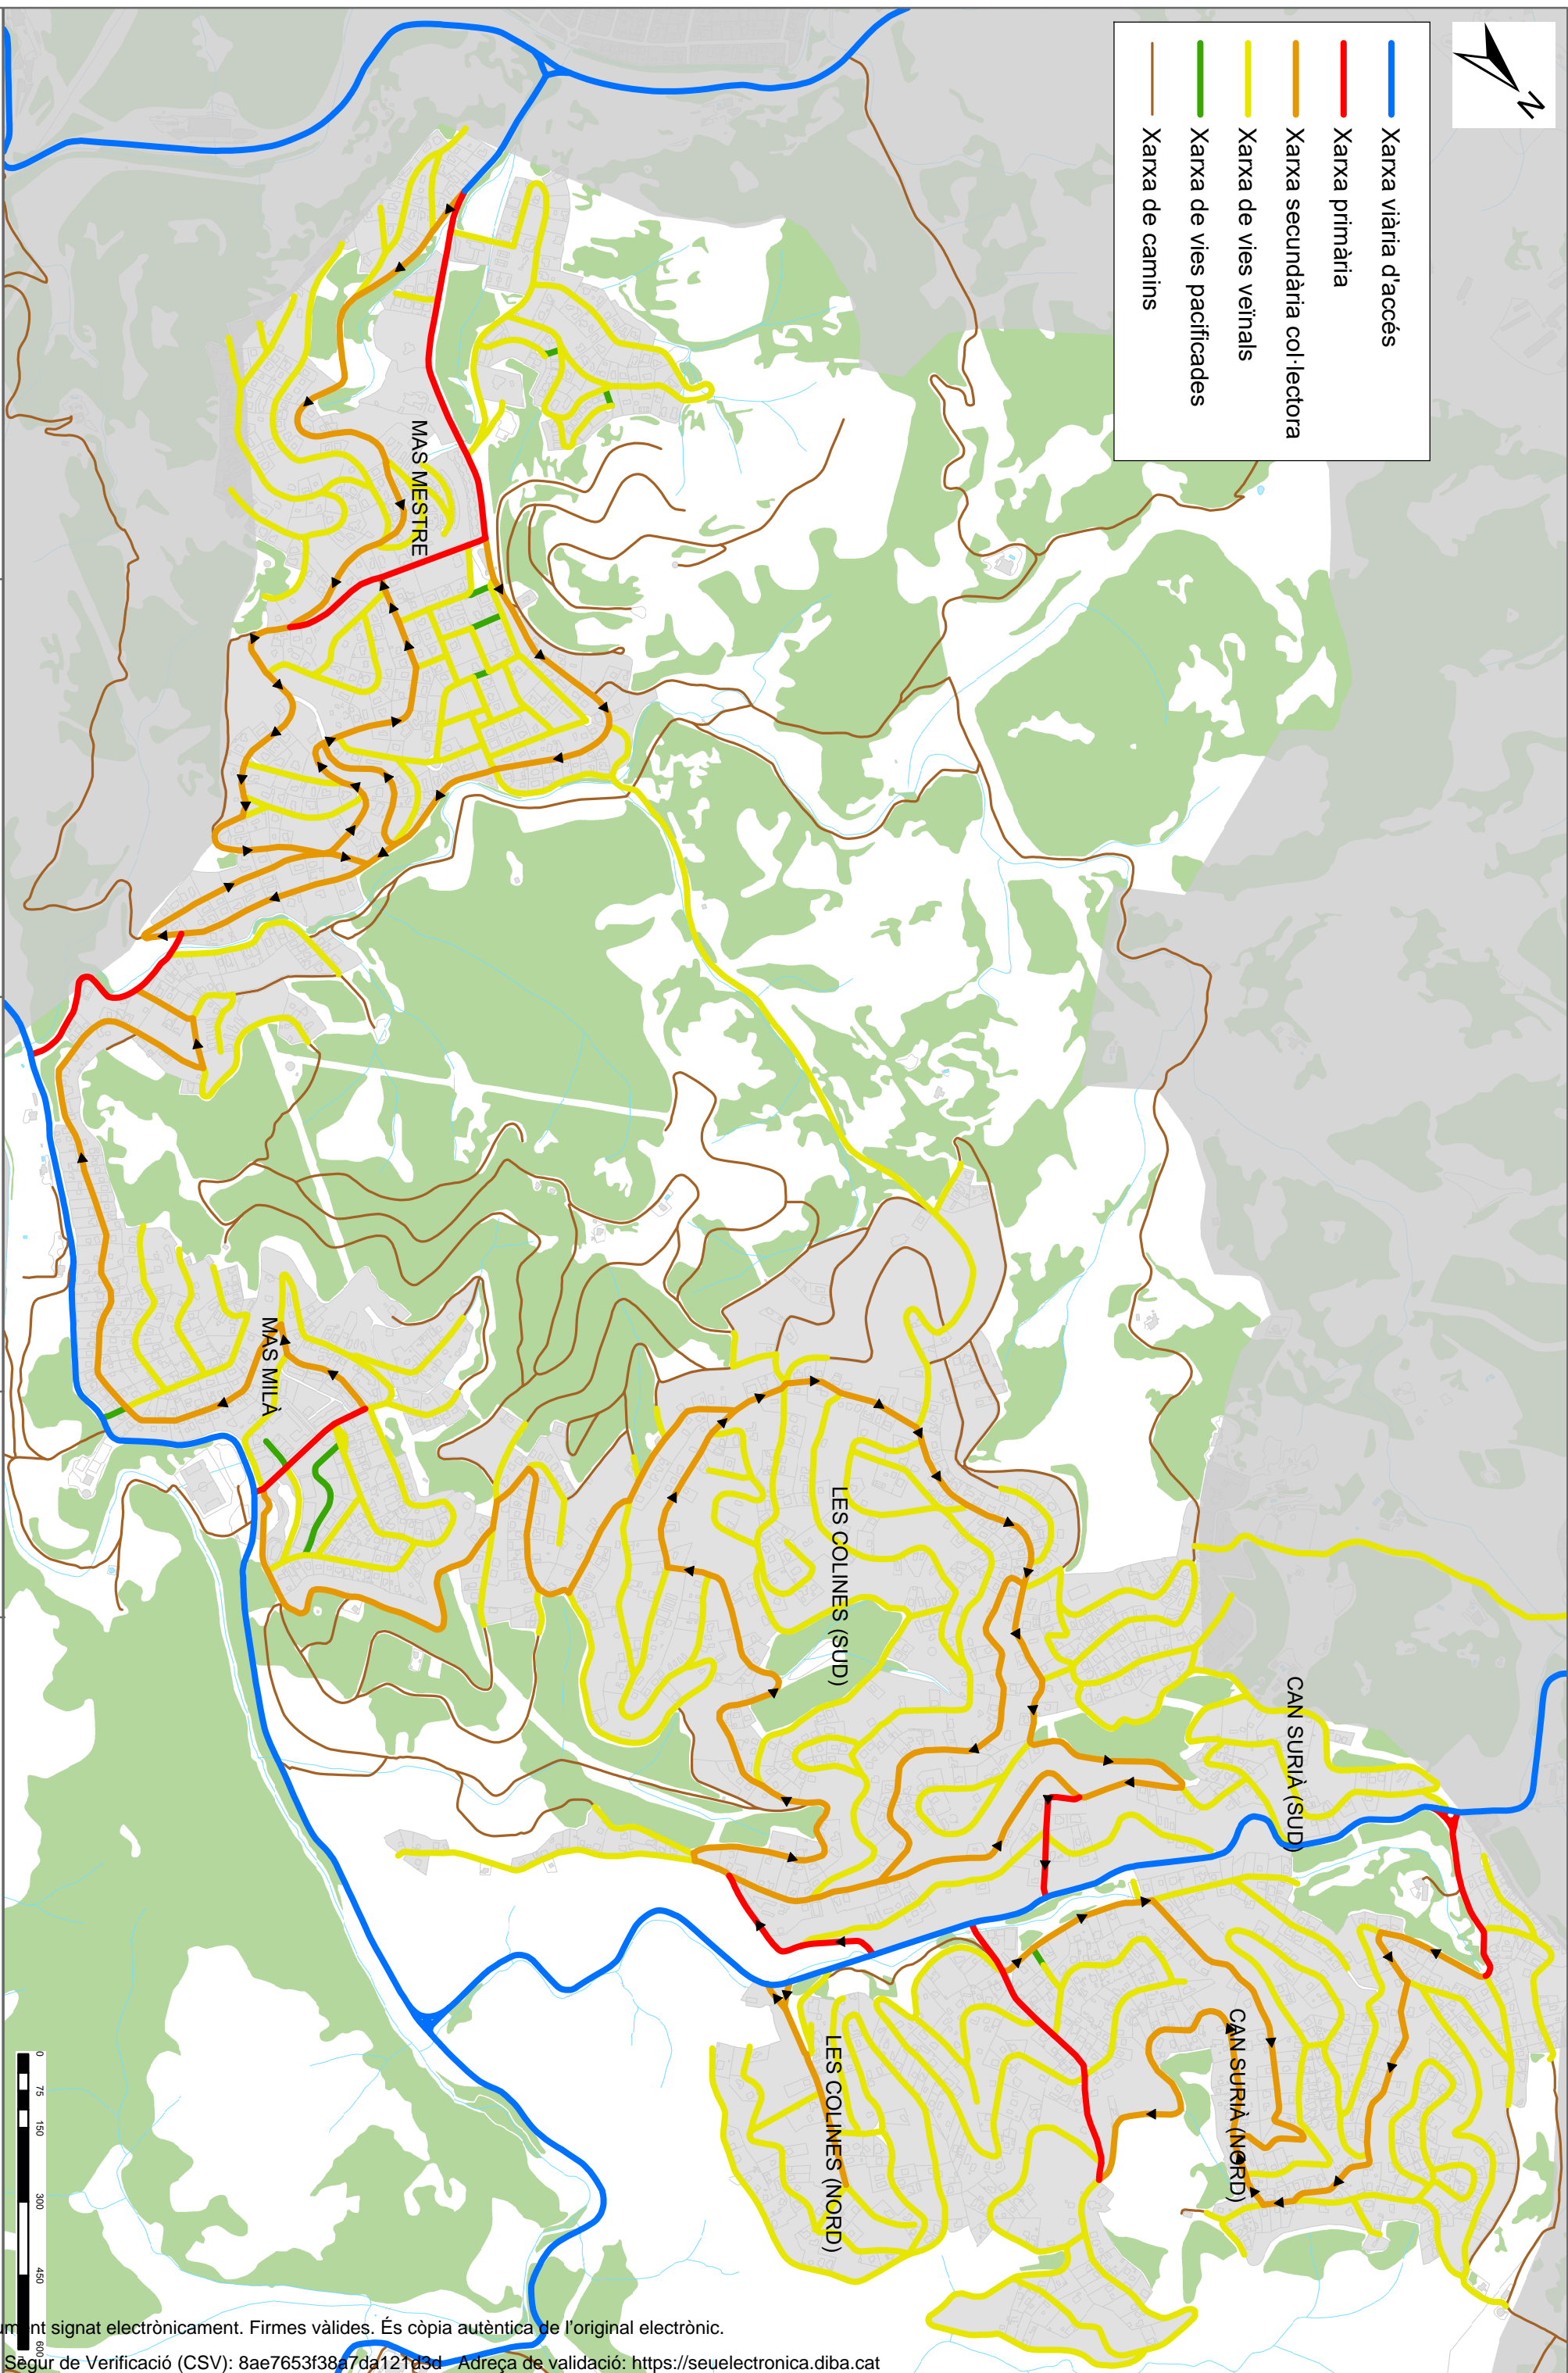 N
Xarxa viària d'accés
Xarxa primària
Xarxa secundària col·lectora
Xarxa de vies veïnals
Xarxa de vies pacificades
Xarxa de camins
MAS MESTRE
MAS MILÀ
LES COLINES (SUD)
CAN SURIÀ (SUD
CAN SURIÀ (NORD)
LES COLINES (NORD)
0 75 150 300 450 600
ument signat electrònicament. Firmes vàlides. És còpia autèntica de l'original electrònic.
Segur de Verificació (CSV): 8ae7653f38a7da121d3d Adreça de validació: https://seuelectronica.diba.cat